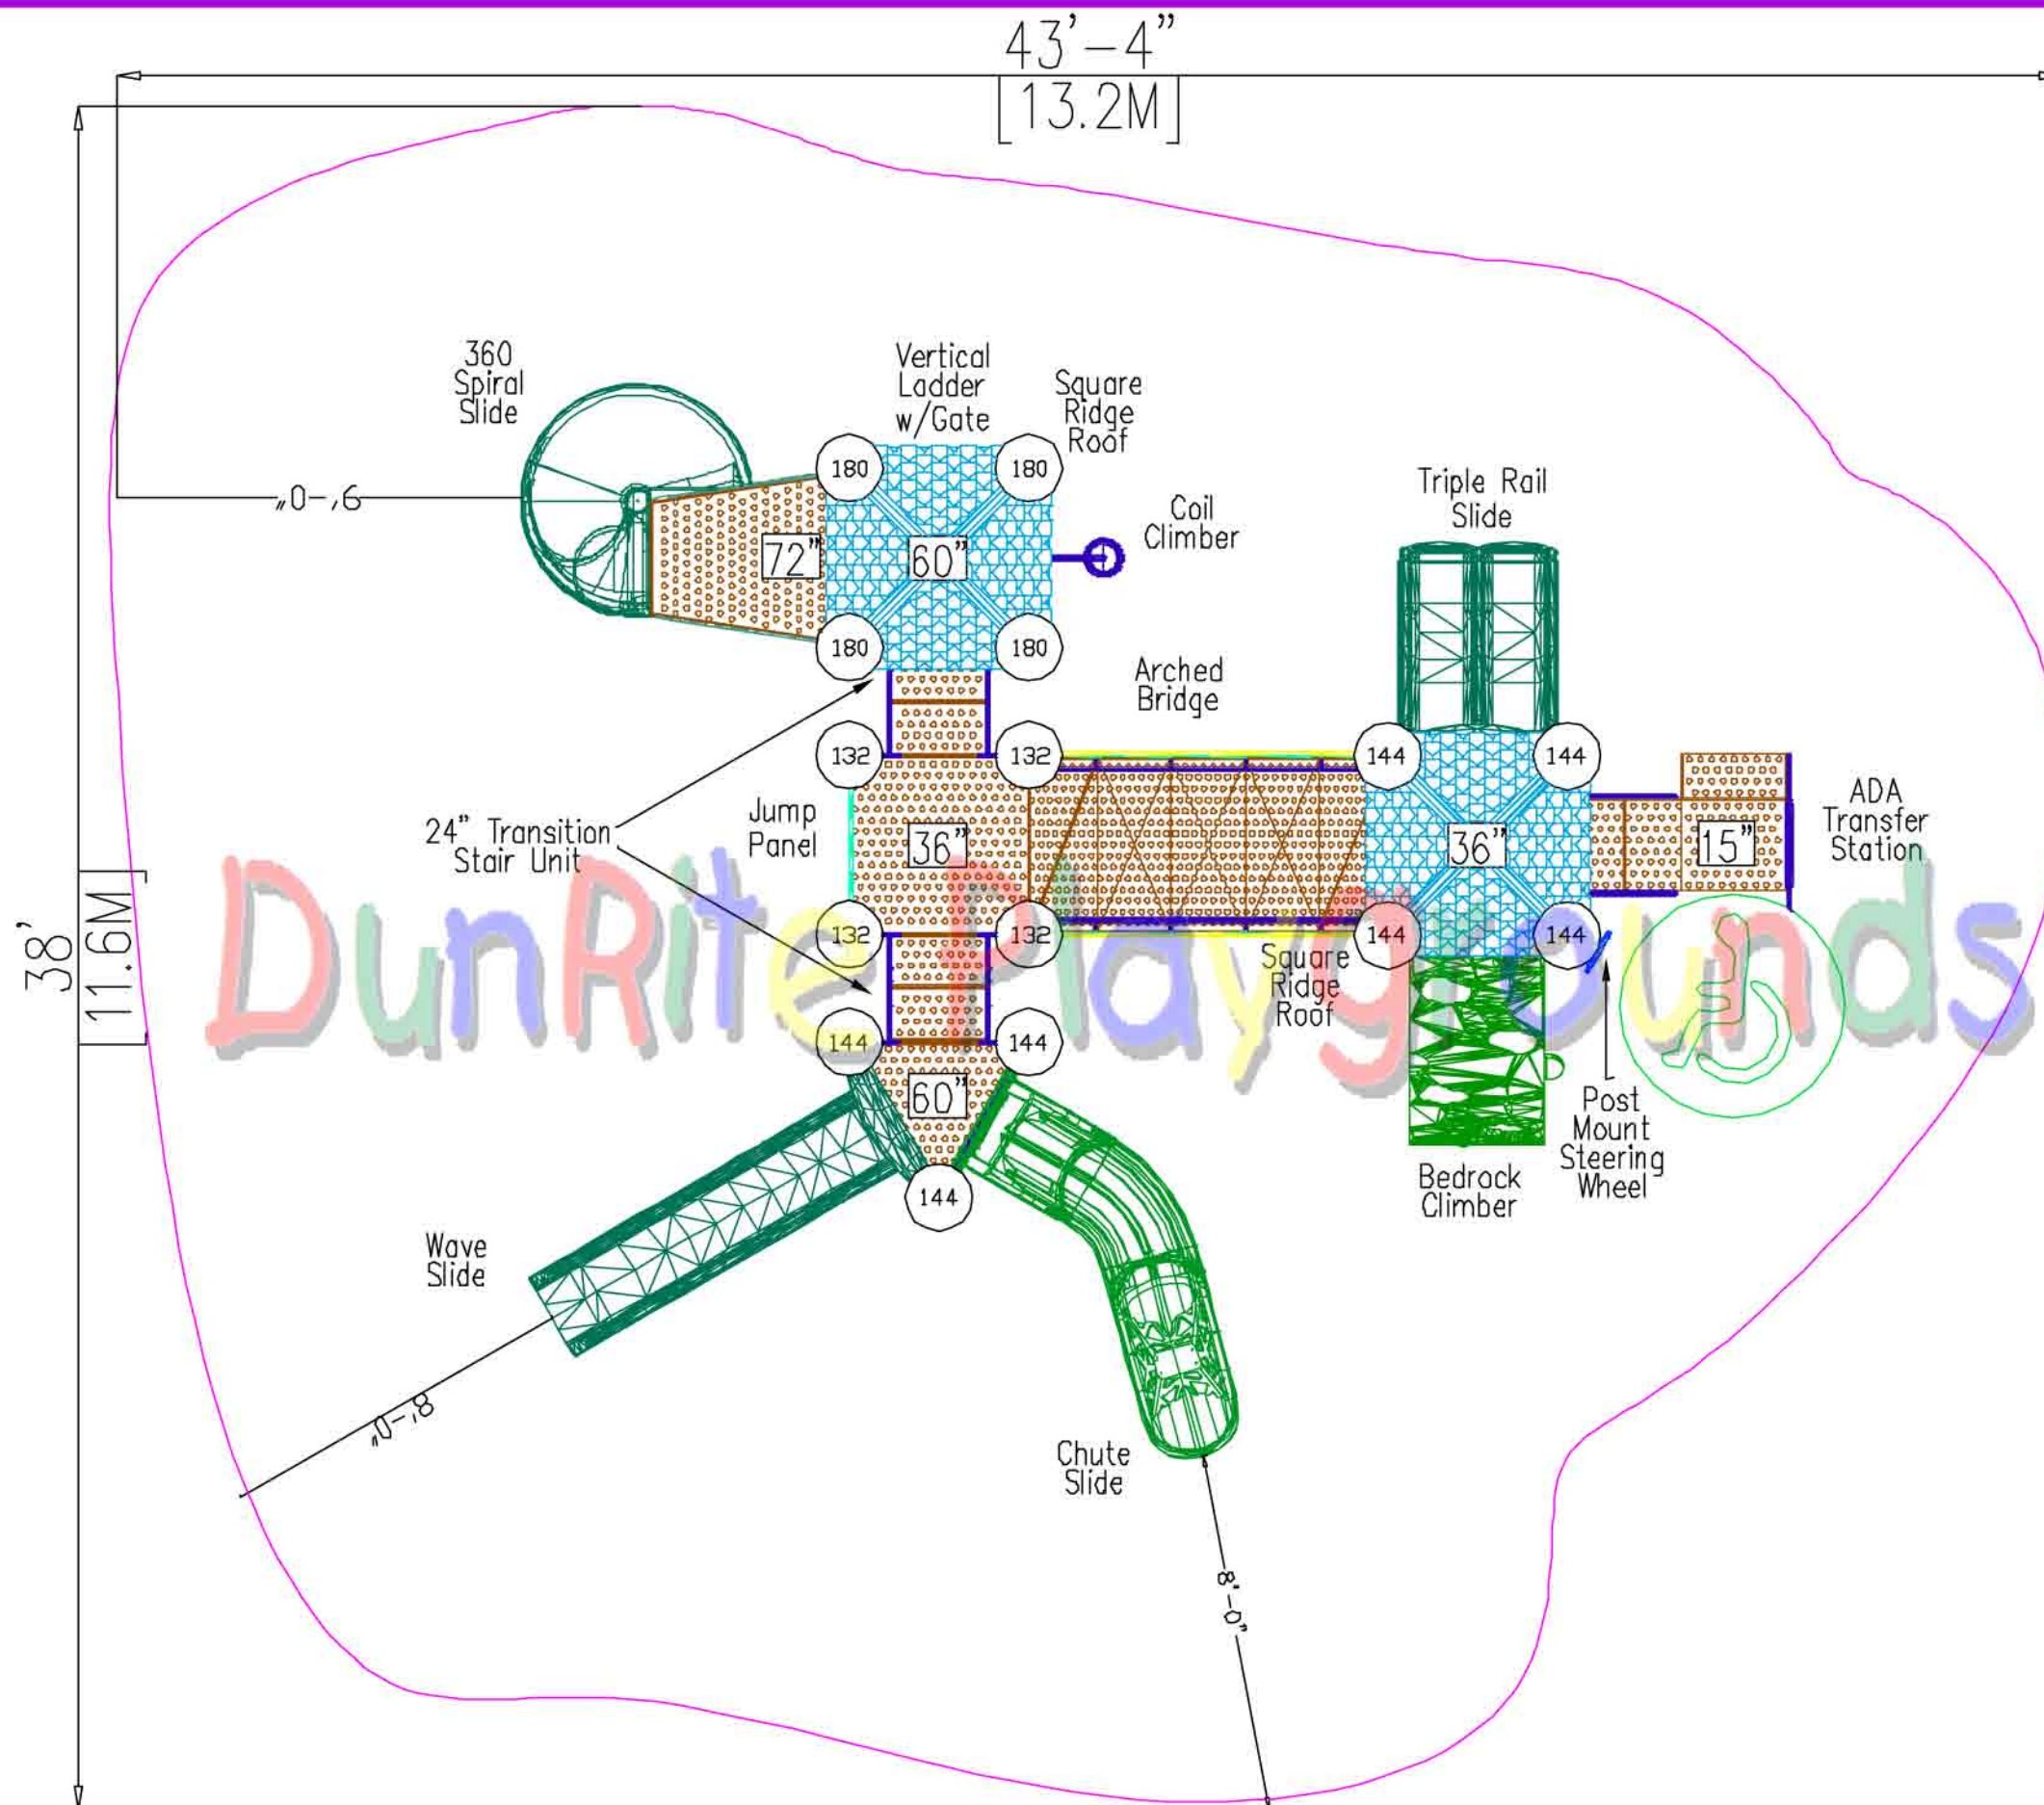 43'-4"
[13.2M]
360
Spiral
Slide
Vertical
Ladder
w/Gate
Square
Ridge
Roof
9'-0"
180
180
Coil
Climber
Triple Rail
Slide
72"
60"
180
180
Arched
Bridge
132
132
144
144
24" Transition
Stair Unit
Jump
Panel
36"
36"
15"
ADA
Transfer
Station
38'
11.6M
DunRite Playgrounds
132
132
144
144
Square
Ridge
Roof
144
144
60"
Post
Mount
Steering
Wheel
Bedrock
Climber
144
Wave
Slide
8'-0"
Chute
Slide
8'-0"